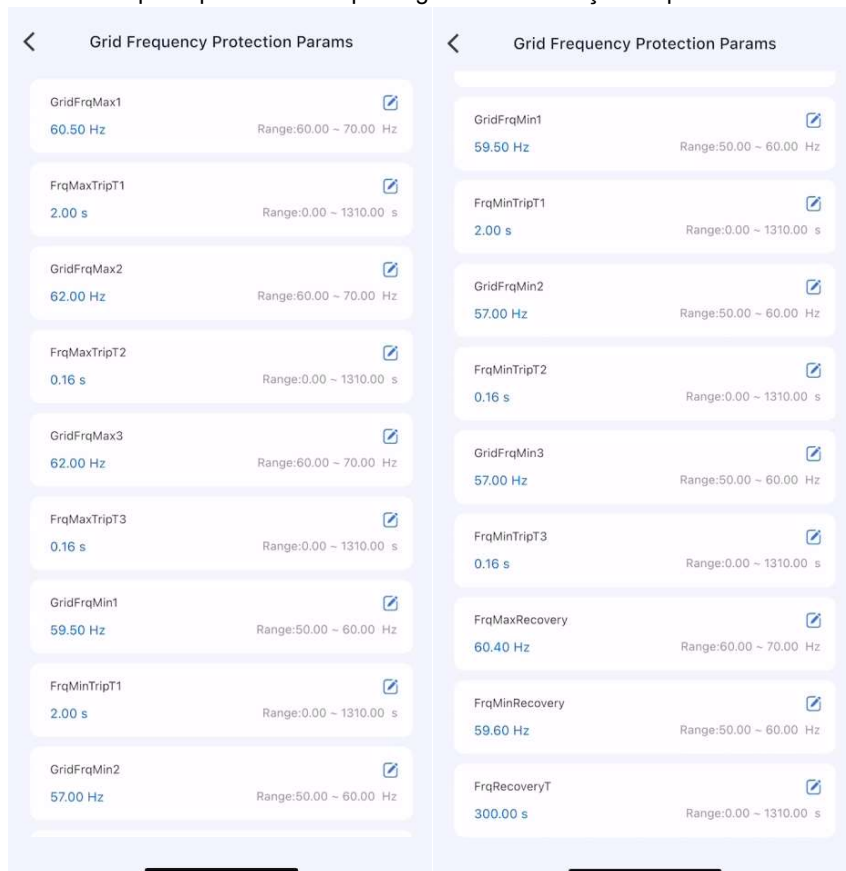 Grid Frequency Protection Params
GridFrqMax1
60.50 Hz Range:60.00 ~ 70.00 Hz
FrqMaxTripT1
2.00 s Range:0.00 ~ 1310.00 s
GridFrqMax2
62.00 Hz Range:60.00 ~ 70.00 Hz
FrqMaxTripT2
0.16 s Range:0.00 ~ 1310.00 s
GridFrqMax3
62.00 Hz Range:60.00 ~ 70.00 Hz
FrqMaxTripT3
0.16 s Range:0.00 ~ 1310.00 s
GridFrqMin1
59.50 Hz Range:50.00 ~ 60.00 Hz
FrqMinTripT1
2.00 s Range:0.00 ~ 1310.00 s
GridFrqMin2
57.00 Hz Range:50.00 ~ 60.00 Hz
Grid Frequency Protection Params
GridFrqMin1
59.50 Hz Range:50.00 ~ 60.00 Hz
FrqMinTripT1
2.00 s Range:0.00 ~ 1310.00 s
GridFrqMin2
57.00 Hz Range:50.00 ~ 60.00 Hz
FrqMinTripT2
0.16 s Range:0.00 ~ 1310.00 s
GridFrqMin3
57.00 Hz Range:50.00 ~ 60.00 Hz
FrqMinTripT3
0.16 s Range:0.00 ~ 1310.00 s
FrqMaxRecovery
60.40 Hz Range:60.00 ~ 70.00 Hz
FrqMinRecovery
59.60 Hz Range:50.00 ~ 60.00 Hz
FrqRecoveryT
300.00 s Range:0.00 ~ 1310.00 s